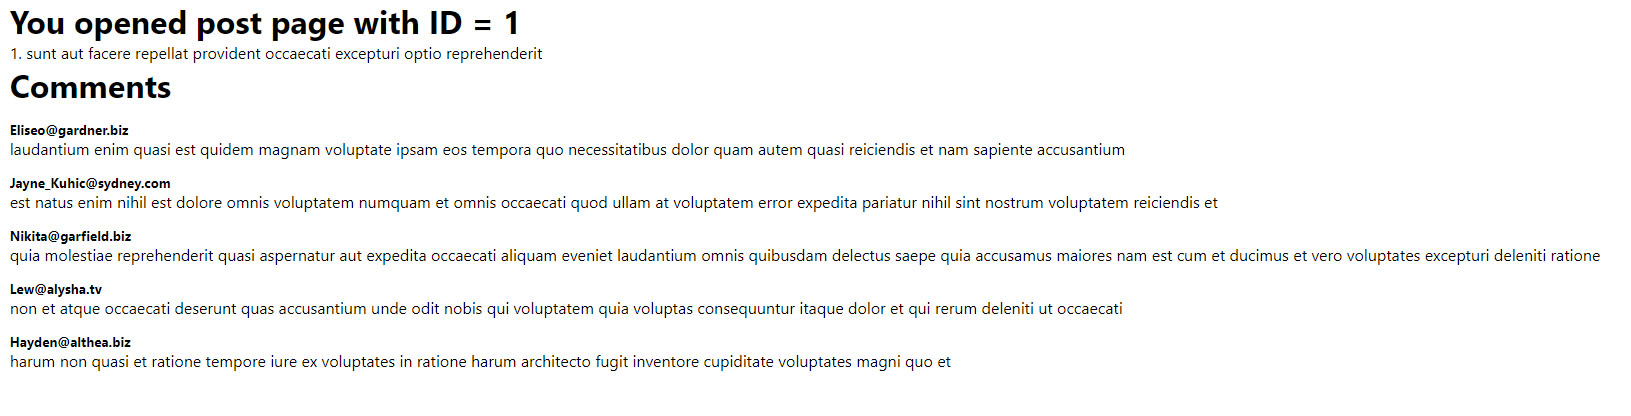 You opened post page with ID = 1
1. sunt aut facere repellat provident occaecati excepturi optio reprehenderit
Comments
Eliseo@gardner.biz
laudantium enim quasi est quidem magnam voluptate ipsam eos tempora quo necessitatibus dolor quam autem quasi reiciendis et nam sapiente accusantium
Jayne_Kuhic@sydney.com
est natus enim nihil est dolore omnis voluptatem numquam et omnis occaecati quod ullam at voluptatem error expedita pariatur nihil sint nostrum voluptatem reiciendis et
Nikita@garfield.biz
quia molestiae reprehenderit quasi aspernatur aut expedita occaecati aliquam eveniet laudantium omnis quibusdam delectus saepe quia accusamus maiores nam est cum et ducimus et vero voluptates excepturi deleniti ratione
Lew@alysha.tv
non et atque occaecati deserunt quas accusantium unde odit nobis qui voluptatem quia voluptas consequuntur itaque dolor et qui rerum deleniti ut occaecati
Hayden@althea.biz
harum non quasi et ratione tempore iure ex voluptates in ratione harum architecto fugit inventore cupiditate voluptates magni quo et